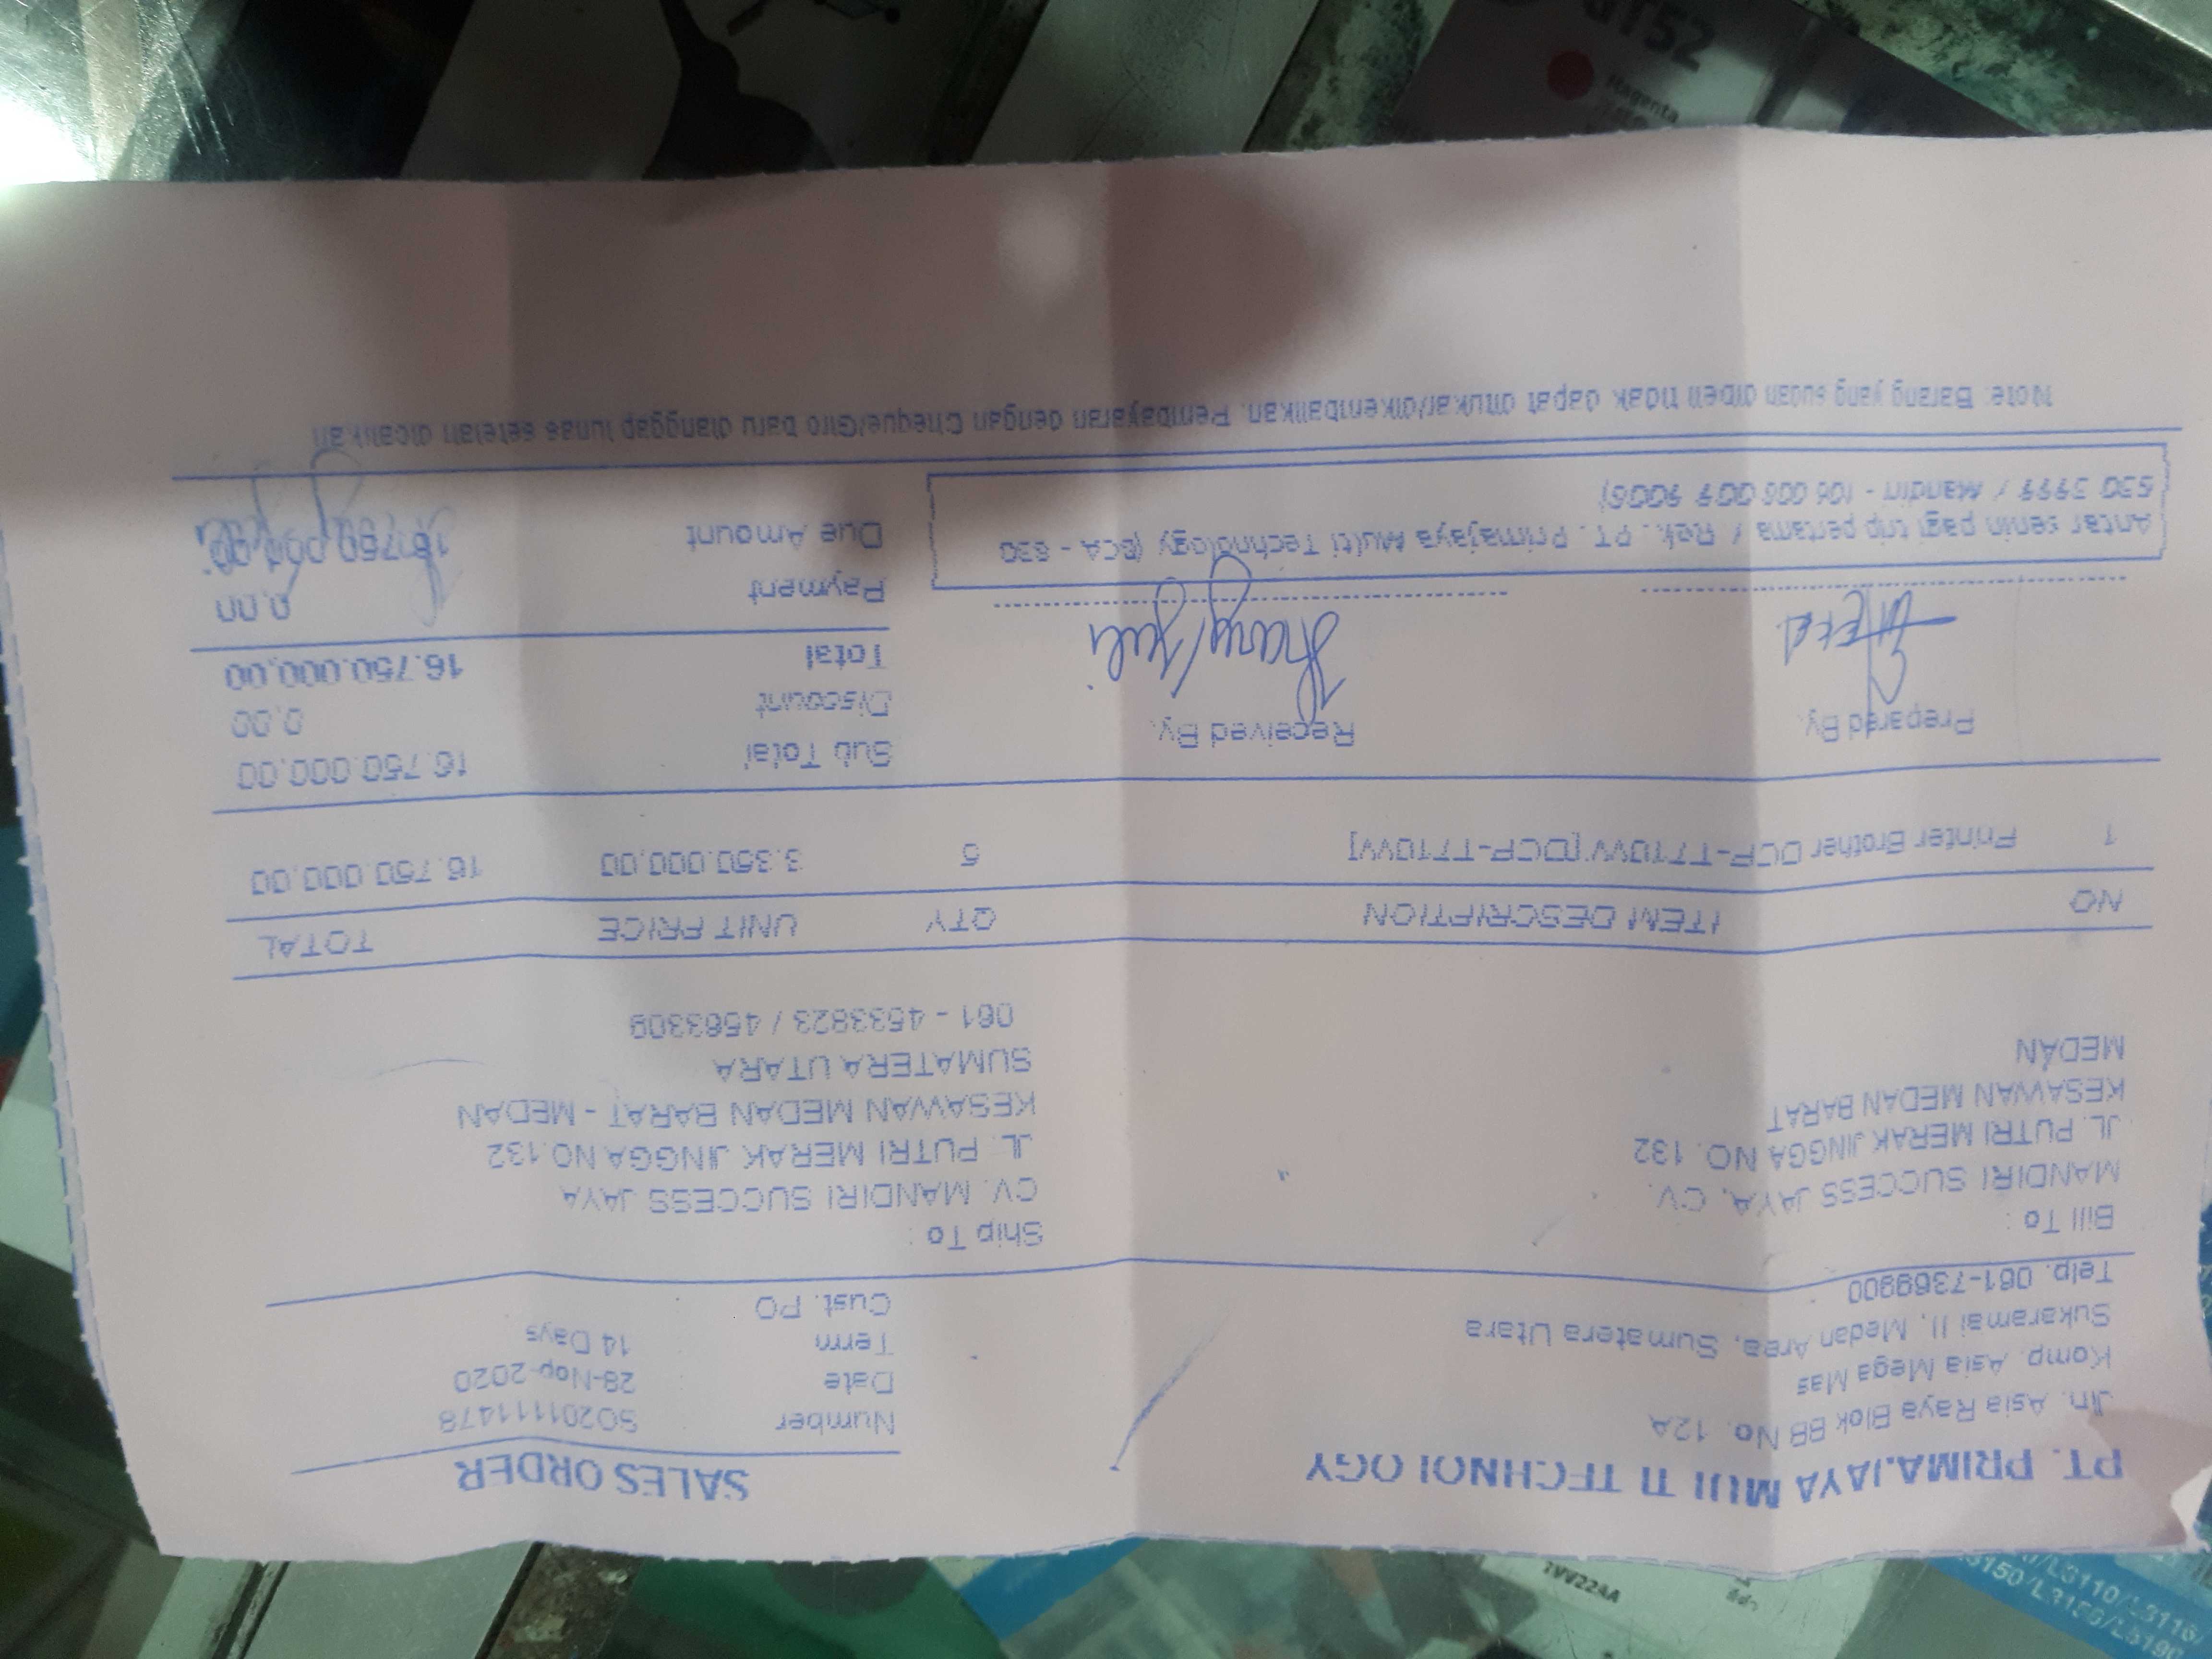 PT. PRIMAJAYA MULTI TECHNOLOGY
Jln. Asia Raya Blok BB No. 12A
Komp. Asia Mega Mas
Sukaramai II, Medan Area, Sumatera Utara
Telp. 061-7369900
SALES ORDER
Number SO201111478
Date 28-Nop-2020
Term 14 Days
Cust. PO
Bill To :
MANDIRI SUCCESS JAYA, CV.
JL. PUTRI MERAK JINGGA NO. 132
KESAWAN MEDAN BARAT
MEDAN
Ship To :
CV. MANDIRI SUCCESS JAYA
JL. PUTRI MERAK JINGGA NO.132
KESAWAN MEDAN BARAT - MEDAN
SUMATERA UTARA
061 - 4533823 / 4563309
NO ITEM DESCRIPTION QTY UNIT PRICE TOTAL
1 Printer Brother DCP-T710W [DCP-T710W] 5 3.350.000,00 16.750.000,00
Prepared By,
Received By,
Sub Total 16.750.000,00
Discount 0,00
Total 16.750.000,00
Payment 0,00
Due Amount 16.750.000,00
Antar senin pagi trip pertama / Rek. PT. Primajaya Multi Technology (BCA - 830
530 3999 / Mandiri - 106 000 009 9006)
Note: Barang yang sudah dibeli tidak dapat ditukar/dikembalikan. Pembayaran dengan Cheque/Giro baru dianggap lunas setelah dicairkan
GT52
Magenta
1VV22AA